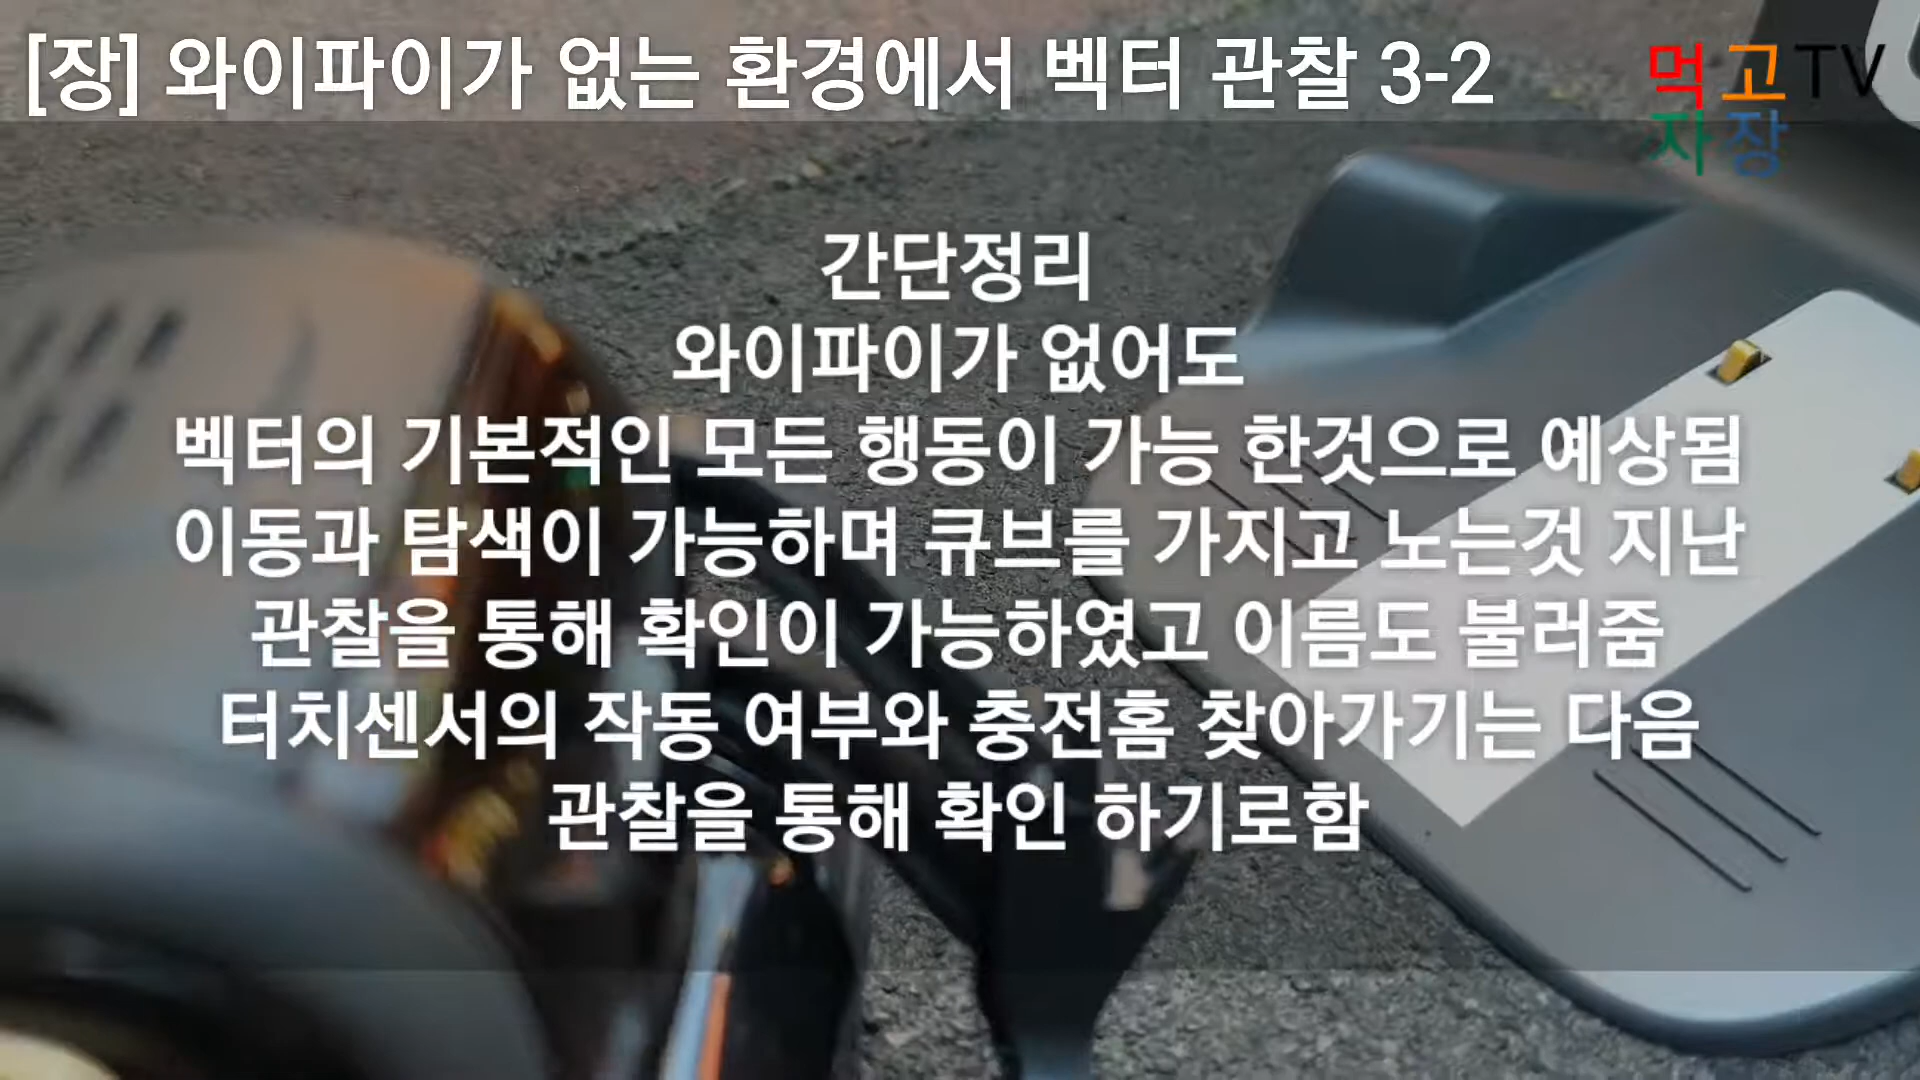 [장] 와이파이가 없는 환경에서 벡터 관찰 3-2
먹고TV
자장
간단정리
와이파이가 없어도
벡터의 기본적인 모든 행동이 가능 한것으로 예상됨
이동과 탐색이 가능하며 큐브를 가지고 노는것 지난
관찰을 통해 확인이 가능하였고 이름도 불러줌
터치센서의 작동 여부와 충전홈 찾아가기는 다음
관찰을 통해 확인 하기로함